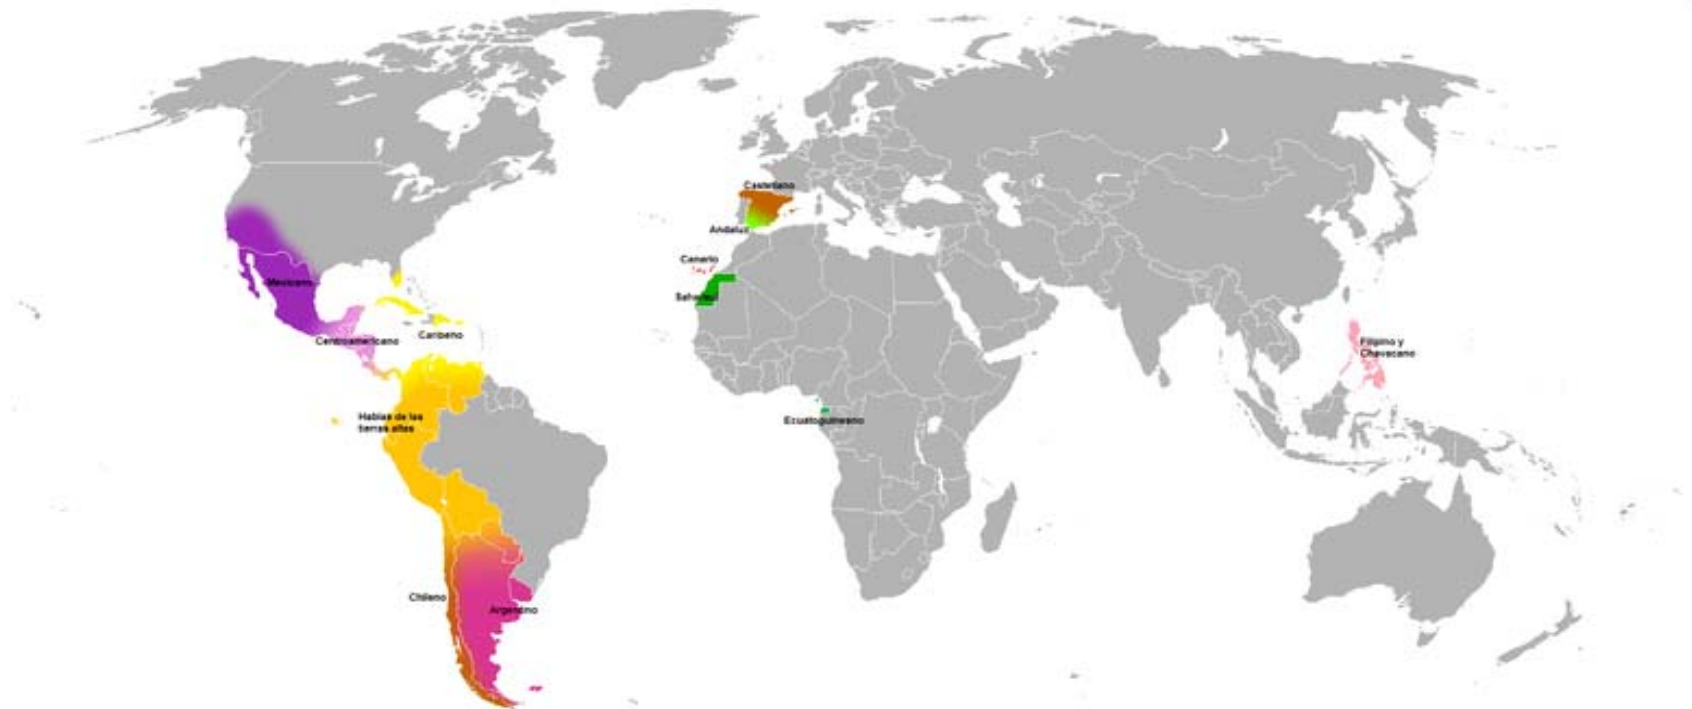 Castellano
Andaluz
Canario
Saharaui
Mexicano
Centroamericano
Caribeño
Filipino y
Chavacano
Hablas de las
tierras altas
Ecuatoguineano
Chileno
Argentino